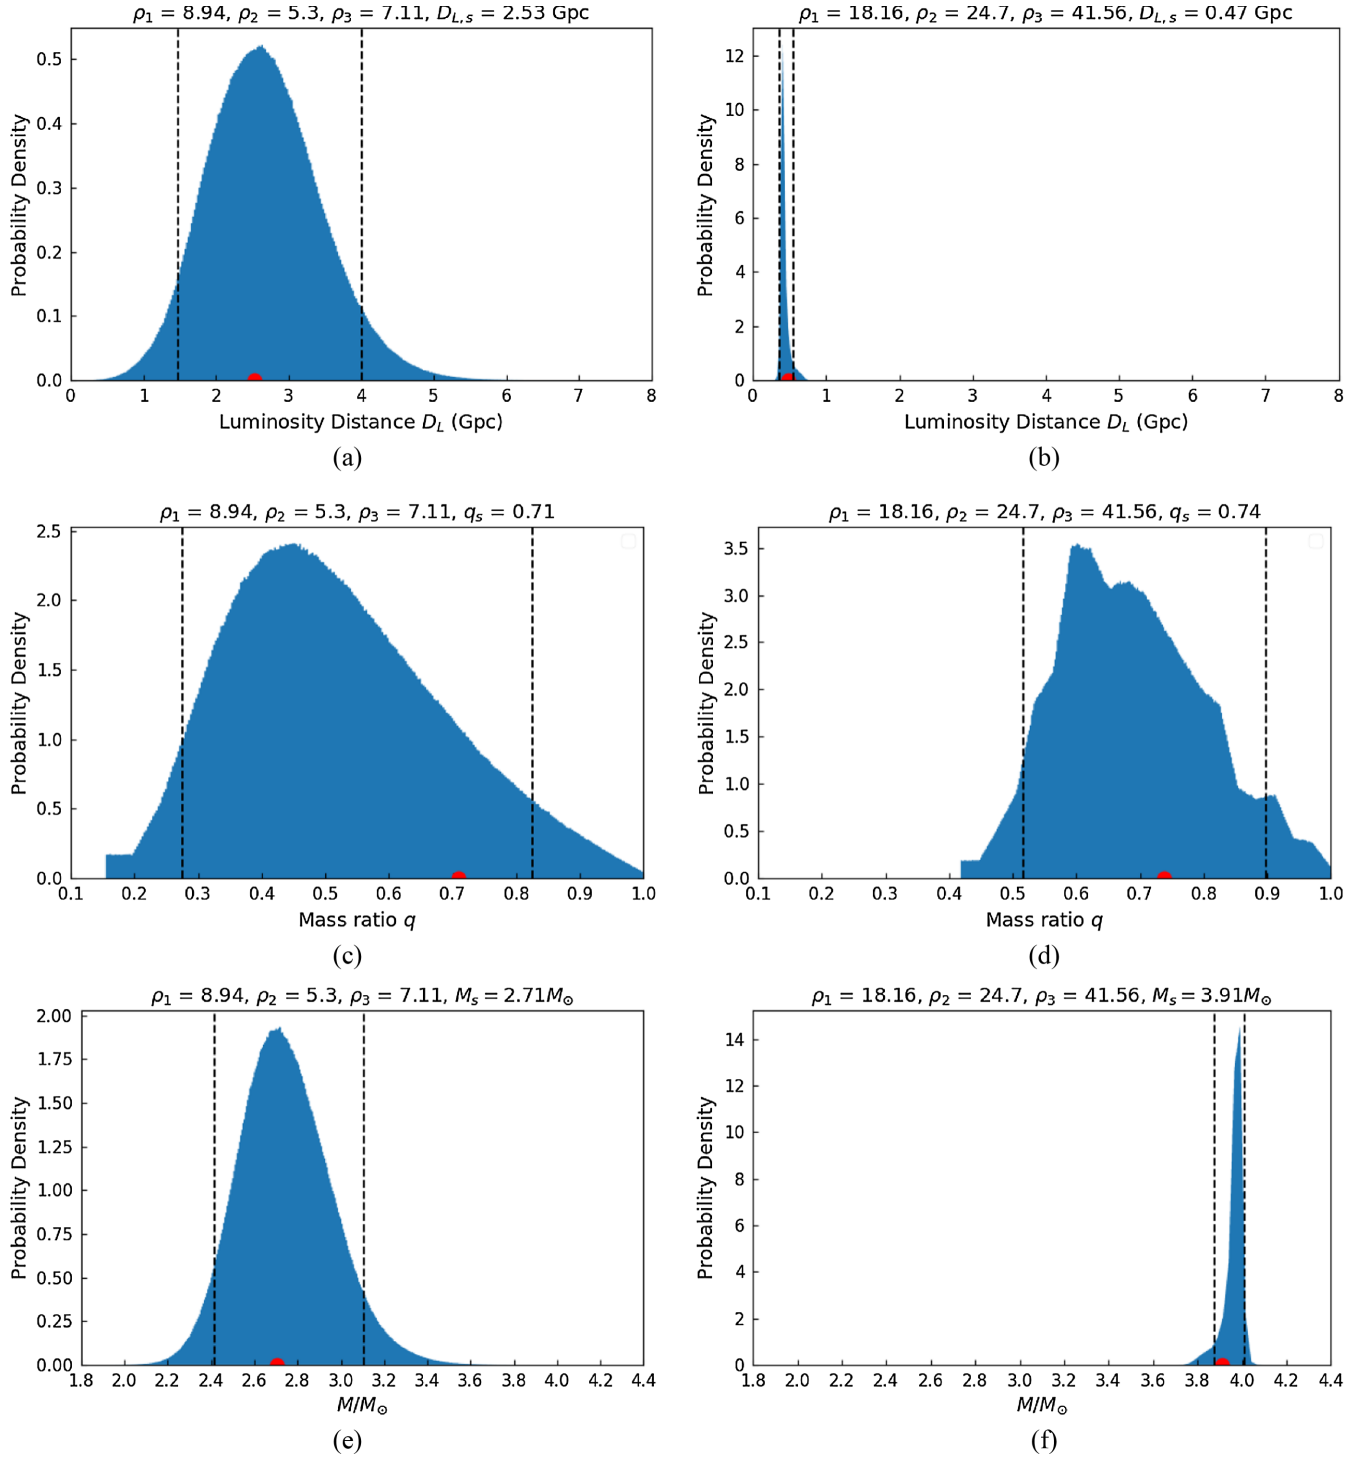 ρ₁ = 8.94, ρ₂ = 5.3, ρ₃ = 7.11, D_{L,s} = 2.53 Gpc
0.5
0.4
0.3
0.2
0.1
0.0
Probability Density
0 1 2 3 4 5 6 7 8
Luminosity Distance D_L (Gpc)
(a)
ρ₁ = 18.16, ρ₂ = 24.7, ρ₃ = 41.56, D_{L,s} = 0.47 Gpc
12
10
8
6
4
2
0
Probability Density
0 1 2 3 4 5 6 7 8
Luminosity Distance D_L (Gpc)
(b)
ρ₁ = 8.94, ρ₂ = 5.3, ρ₃ = 7.11, q_s = 0.71
2.5
2.0
1.5
1.0
0.5
0.0
Probability Density
0.1 0.2 0.3 0.4 0.5 0.6 0.7 0.8 0.9 1.0
Mass ratio q
(c)
ρ₁ = 18.16, ρ₂ = 24.7, ρ₃ = 41.56, q_s = 0.74
3.5
3.0
2.5
2.0
1.5
1.0
0.5
0.0
Probability Density
0.1 0.2 0.3 0.4 0.5 0.6 0.7 0.8 0.9 1.0
Mass ratio q
(d)
ρ₁ = 8.94, ρ₂ = 5.3, ρ₃ = 7.11, M_s = 2.71M_⊙
2.00
1.75
1.50
1.25
1.00
0.75
0.50
0.25
0.00
Probability Density
1.8 2.0 2.2 2.4 2.6 2.8 3.0 3.2 3.4 3.6 3.8 4.0 4.2 4.4
M/M_⊙
(e)
ρ₁ = 18.16, ρ₂ = 24.7, ρ₃ = 41.56, M_s = 3.91M_⊙
14
12
10
8
6
4
2
0
Probability Density
1.8 2.0 2.2 2.4 2.6 2.8 3.0 3.2 3.4 3.6 3.8 4.0 4.2 4.4
M/M_⊙
(f)